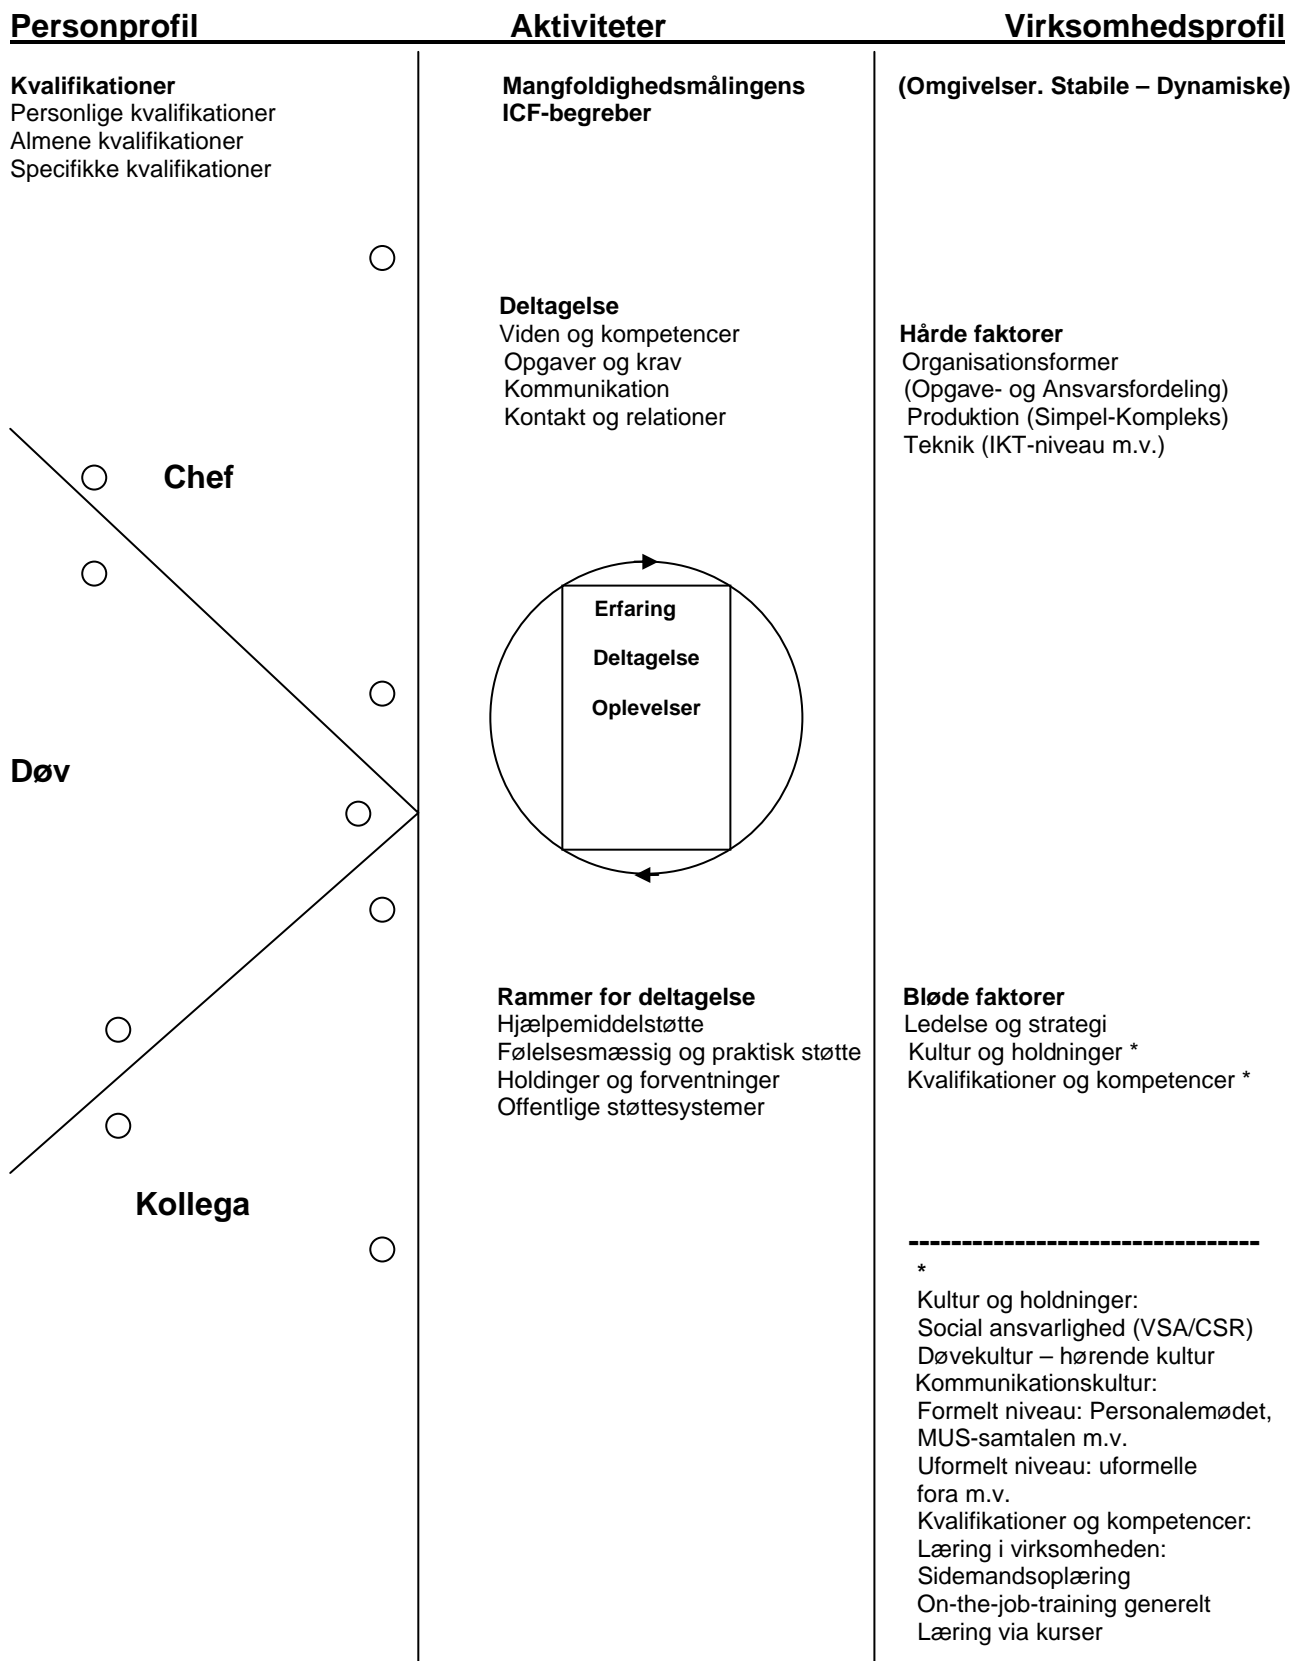 Personprofil
Aktiviteter
Virksomhedsprofil
Kvalifikationer
Personlige kvalifikationer
Almene kvalifikationer
Specifikke kvalifikationer
Chef
Døv
Kollega
Mangfoldighedsmålingens
ICF-begreber
Deltagelse
Viden og kompetencer
Opgaver og krav
Kommunikation
Kontakt og relationer
Erfaring
Deltagelse
Oplevelser
Rammer for deltagelse
Hjælpemiddelstøtte
Følelsesmæssig og praktisk støtte
Holdinger og forventninger
Offentlige støttesystemer
(Omgivelser. Stabile – Dynamiske)
Hårde faktorer
Organisationsformer
(Opgave- og Ansvarsfordeling)
Produktion (Simpel-Kompleks)
Teknik (IKT-niveau m.v.)
Bløde faktorer
Ledelse og strategi
Kultur og holdninger *
Kvalifikationer og kompetencer *
---------------------------------
*
Kultur og holdninger:
Social ansvarlighed (VSA/CSR)
Døvekultur – hørende kultur
Kommunikationskultur:
Formelt niveau: Personalemødet,
MUS-samtalen m.v.
Uformelt niveau: uformelle
fora m.v.
Kvalifikationer og kompetencer:
Læring i virksomheden:
Sidemandsoplæring
On-the-job-training generelt
Læring via kurser